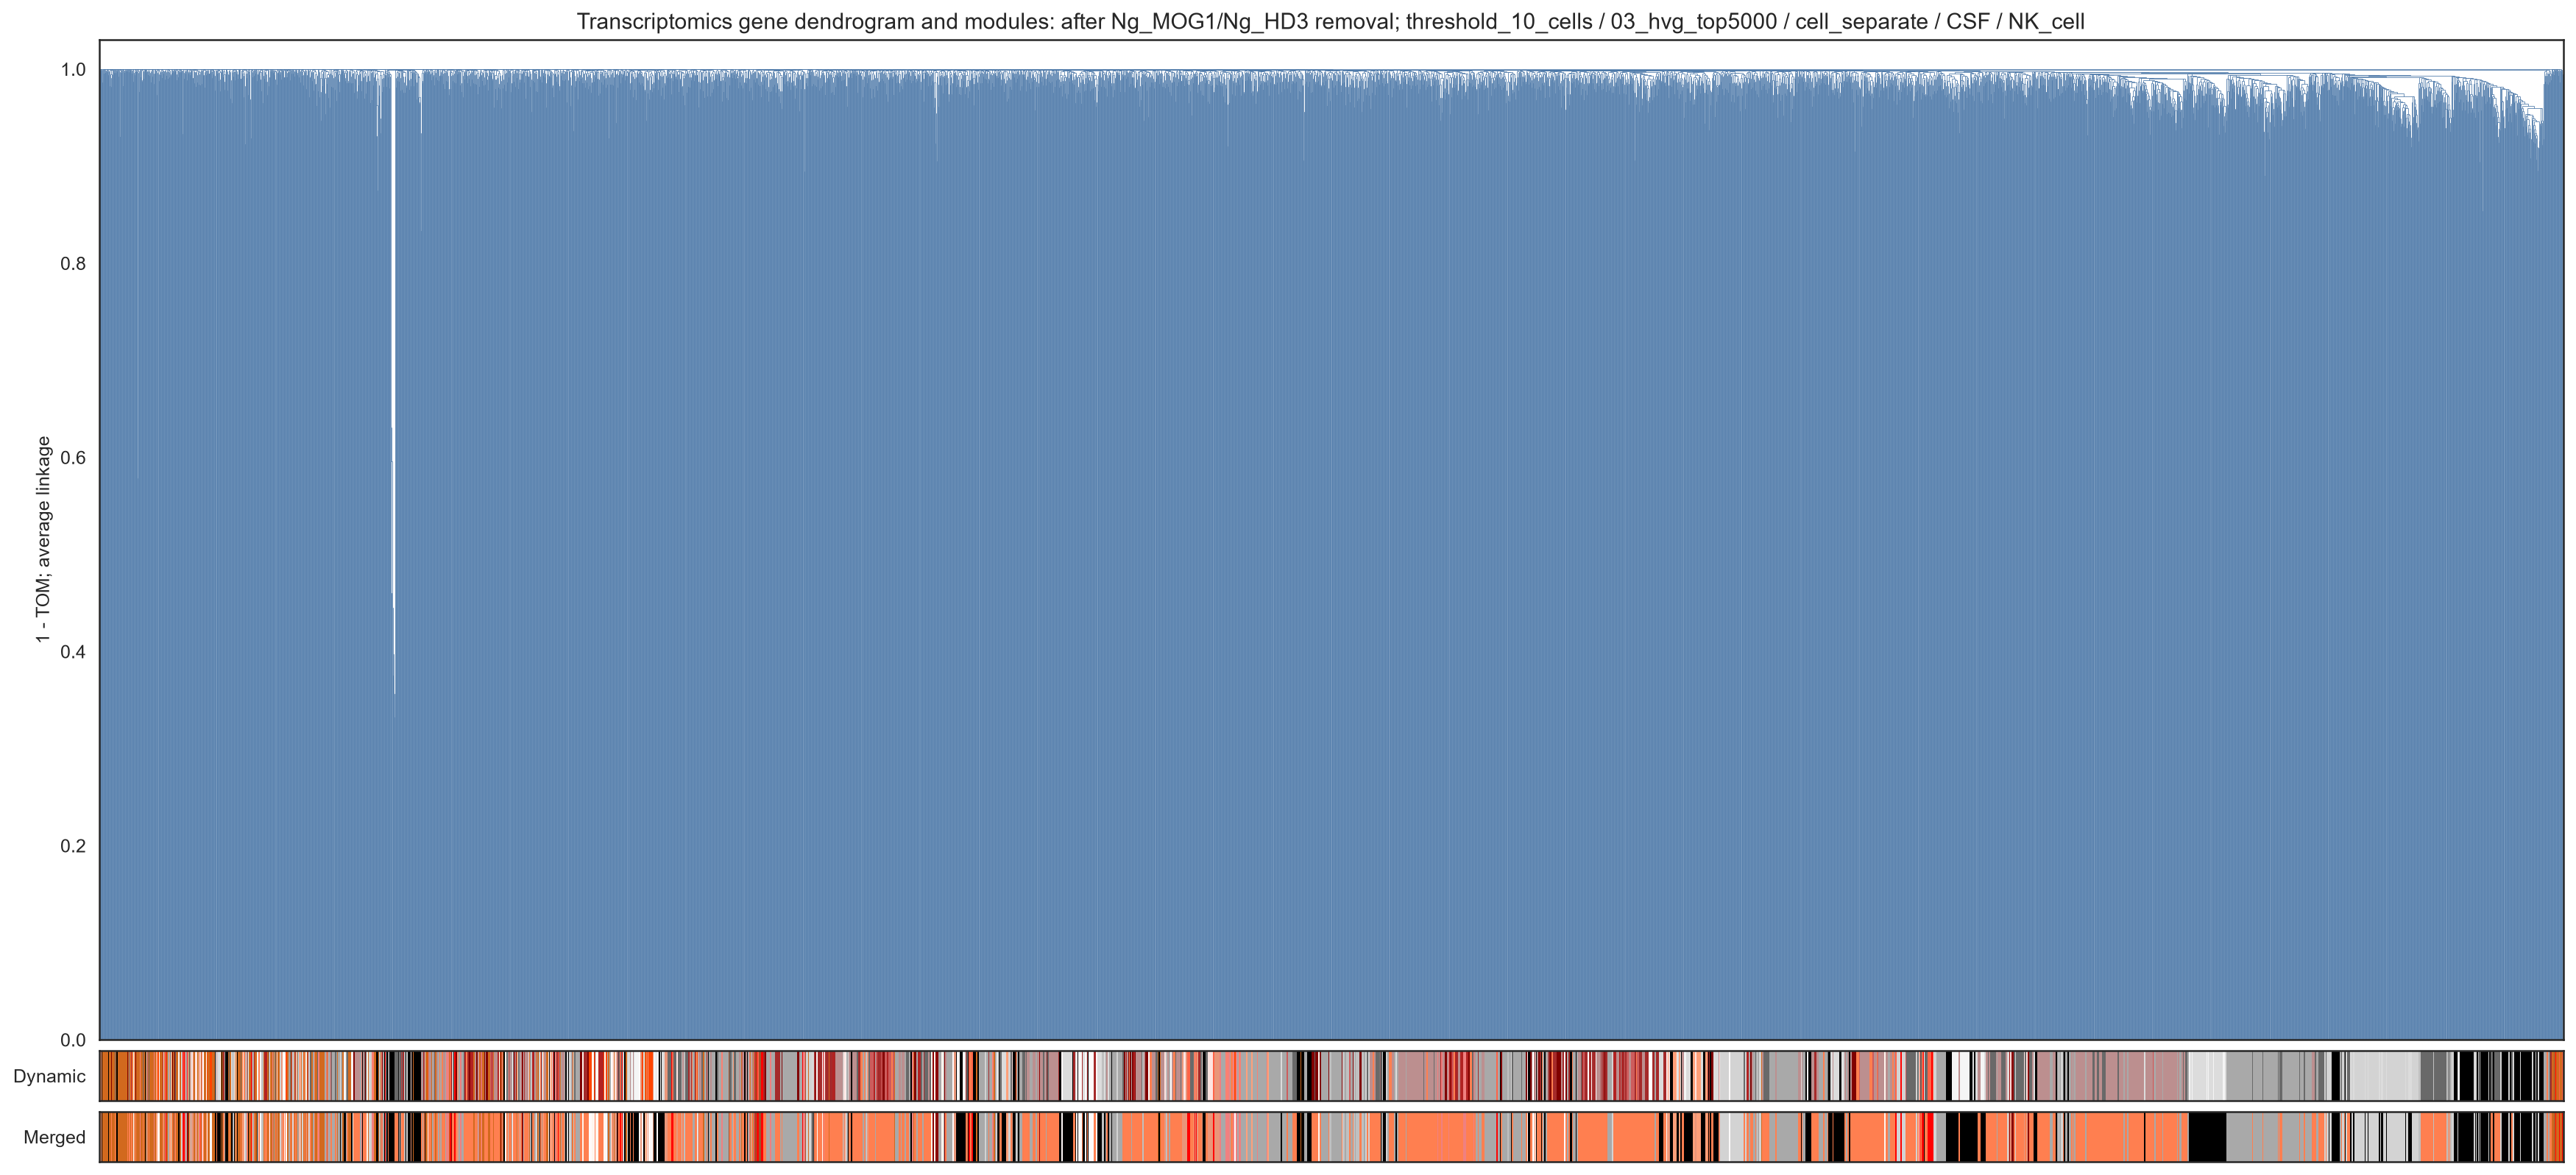 Transcriptomics gene dendrogram and modules: after Ng_MOG1/Ng_HD3 removal; threshold_10_cells / 03_hvg_top5000 / cell_separate / CSF / NK_cell
1.0
0.8
0.6
0.4
0.2
0.0
1 - TOM; average linkage
Dynamic
Merged